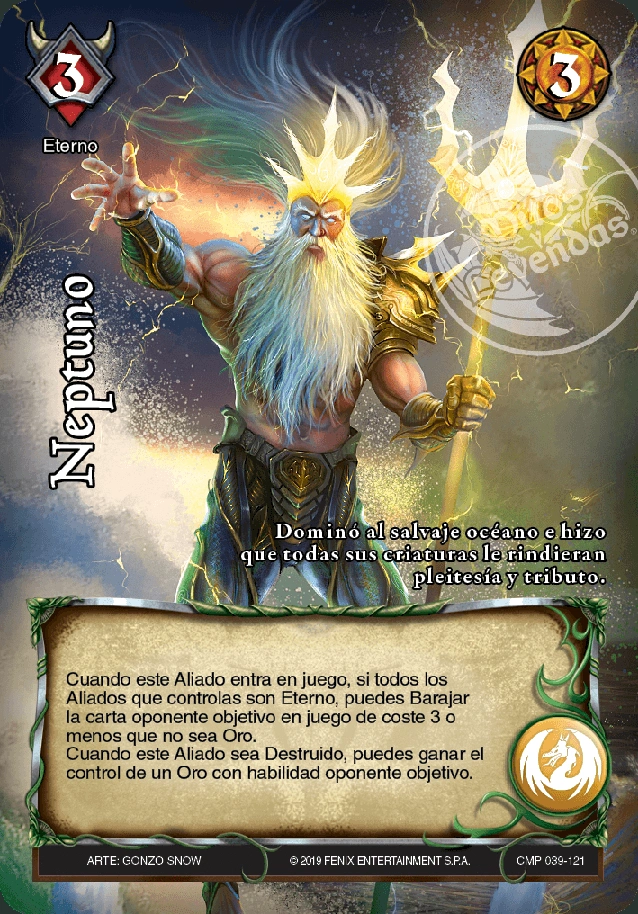 3
3
Eterno
Mitos
y
Leyendas®
Neptuno
Dominó al salvaje océano e hizo
que todas sus criaturas le rindieran
pleitesía y tributo.
Cuando este Aliado entra en juego, si todos los
Aliados que controlas son Eterno, puedes Barajar
la carta oponente objetivo en juego de coste 3 o
menos que no sea Oro.
Cuando este Aliado sea Destruido, puedes ganar el
control de un Oro con habilidad oponente objetivo.
ARTE: GONZO SNOW
© 2019 FENIX ENTERTAINMENT S.P.A.
CMP 039-121